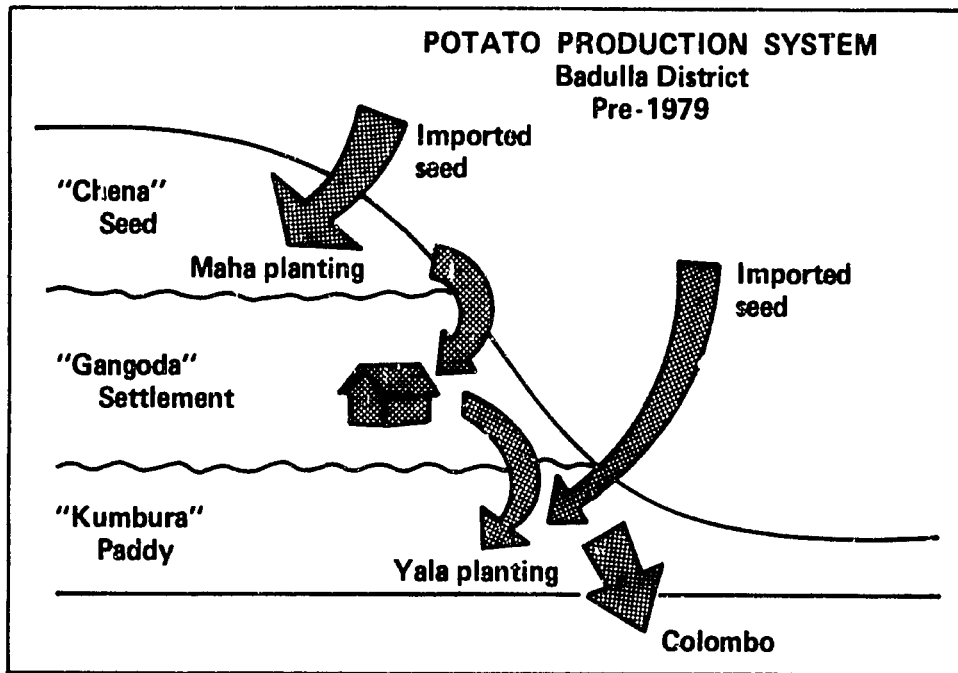 POTATO PRODUCTION SYSTEM
Badulla District
Pre-1979
Imported
seed
"Chena"
Seed
Maha planting
Imported
seed
"Gangoda"
Settlement
"Kumbura"
Paddy
Yala planting
Colombo